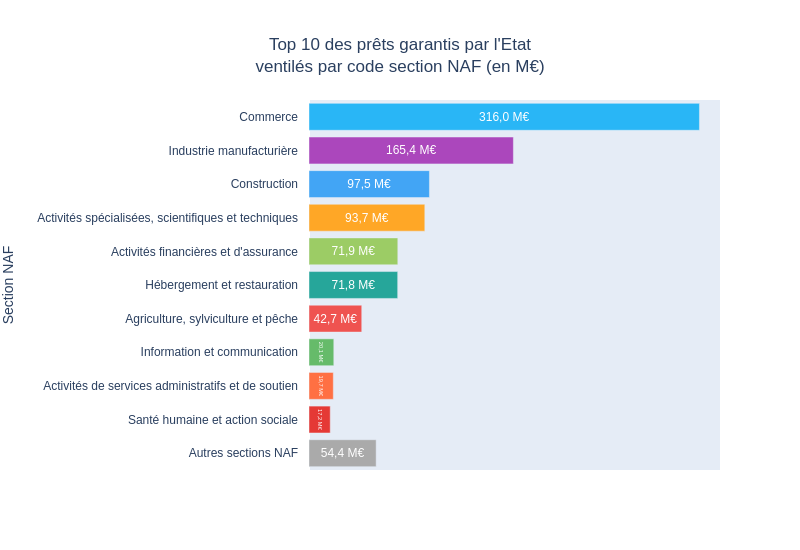 Top 10 des prêts garantis par l'Etat
ventilés par code section NAF (en M€)
Section NAF
Commerce 316,0 M€
Industrie manufacturière 165,4 M€
Construction 97,5 M€
Activités spécialisées, scientifiques et techniques 93,7 M€
Activités financières et d'assurance 71,9 M€
Hébergement et restauration 71,8 M€
Agriculture, sylviculture et pêche 42,7 M€
Information et communication
Activités de services administratifs et de soutien
Santé humaine et action sociale 17,2 M€
Autres sections NAF 54,4 M€